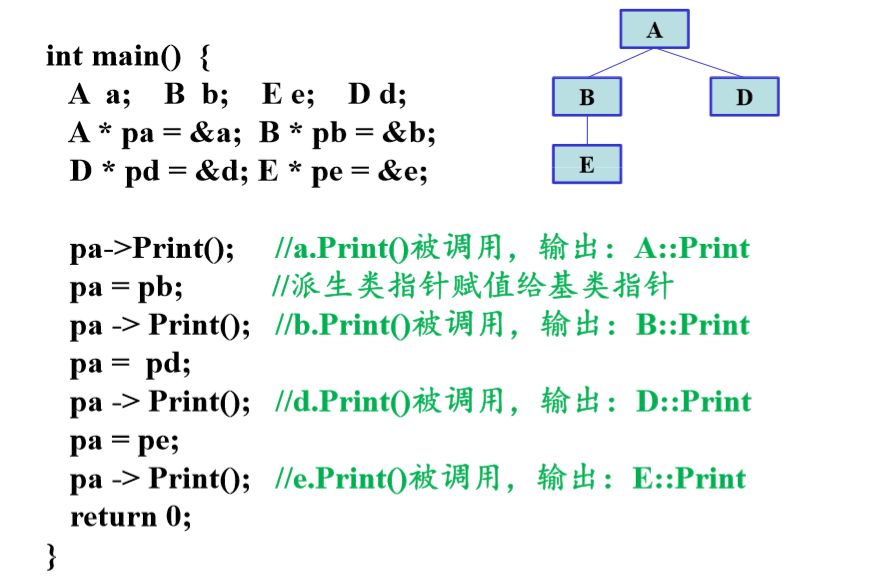 int main() {
A a; B b; E e; D d;
A * pa = &a; B * pb = &b;
D * pd = &d; E * pe = &e;
pa->Print(); //a.Print()被调用，输出：A::Print
pa = pb; //派生类指针赋值给基类指针
pa -> Print(); //b.Print()被调用，输出：B::Print
pa = pd;
pa -> Print(); //d.Print()被调用，输出：D::Print
pa = pe;
pa -> Print(); //e.Print()被调用，输出：E::Print
return 0;
}
A
B
D
E